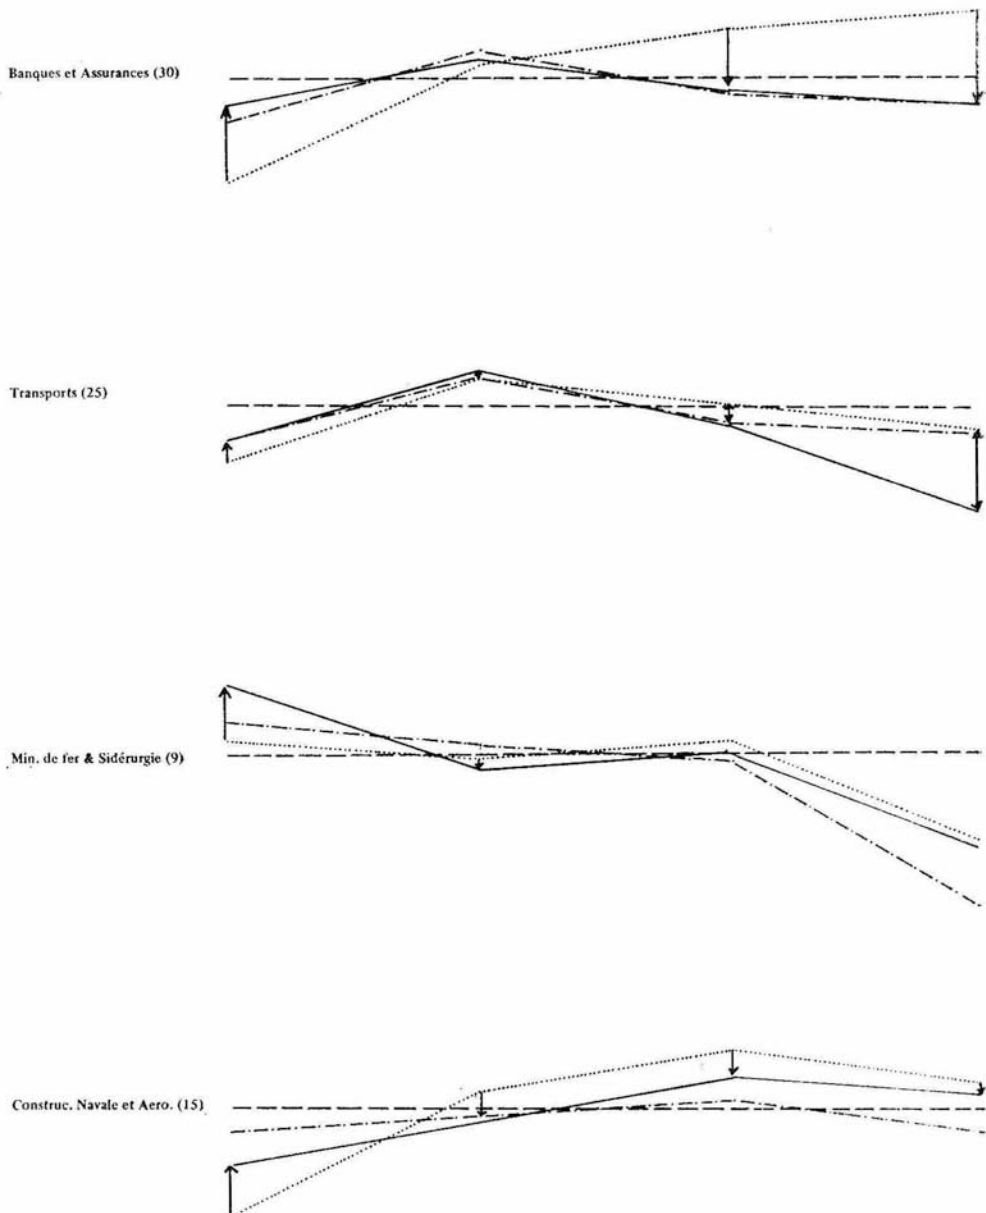 Banques et Assurances (30)
Transports (25)
Min. de fer & Sidérurgie (9)
Construc. Navale et Aero. (15)